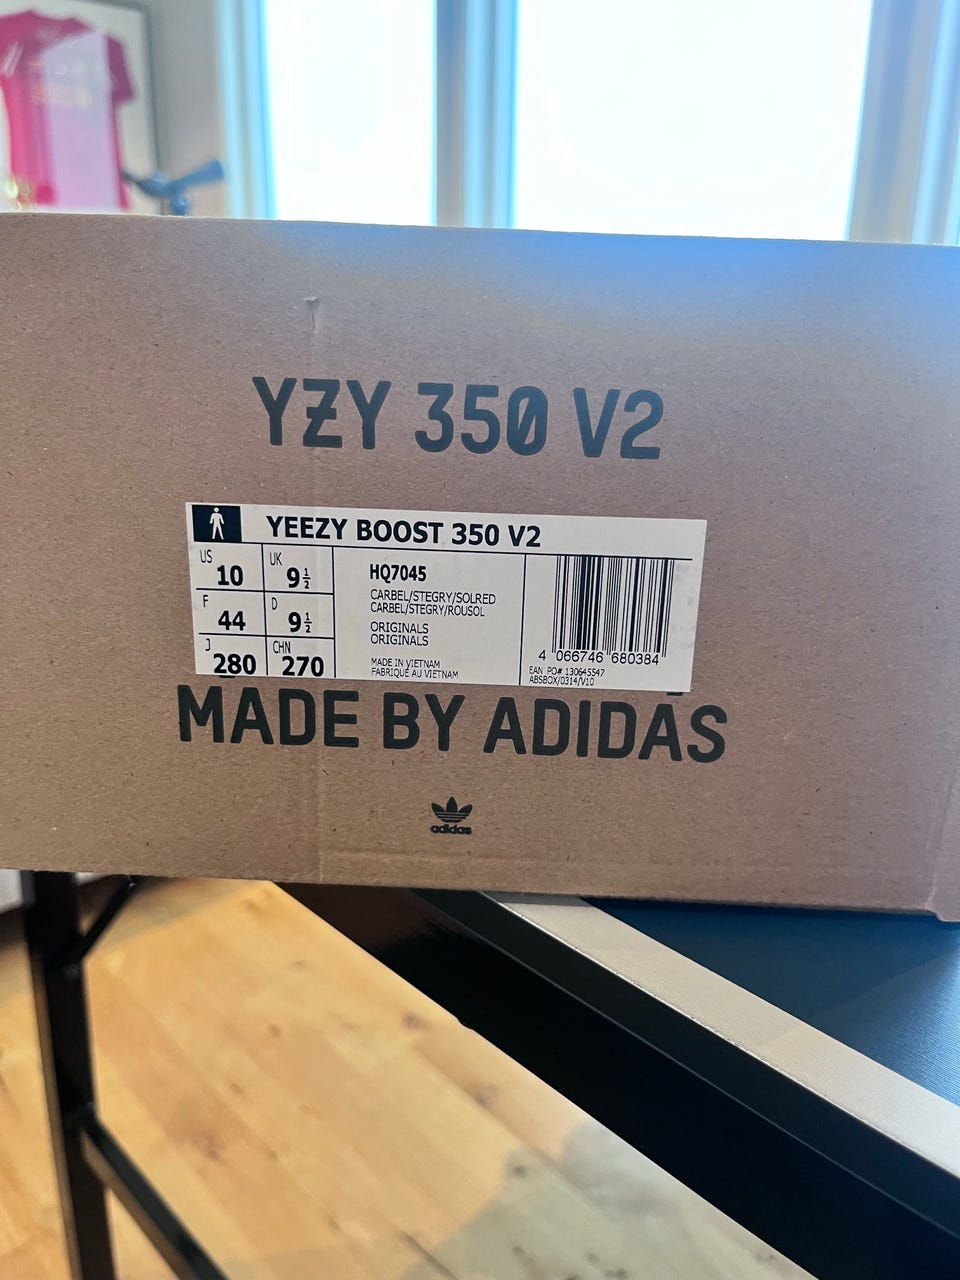 YZY 350 V2
YEEZY BOOST 350 V2
US 10 UK 9½
F 44 D 9½
J 280 CHN 270
HQ7045
CARBEL/STEGRY/SOLRED
CARBEL/STEGRY/ROUSOL
ORIGINALS
ORIGINALS
MADE IN VIETNAM
FABRIQUÉ AU VIETNAM
4 066746 680384
EAN PO# 130645547
ABSBOX/0314/V10
MADE BY ADIDAS
adidas